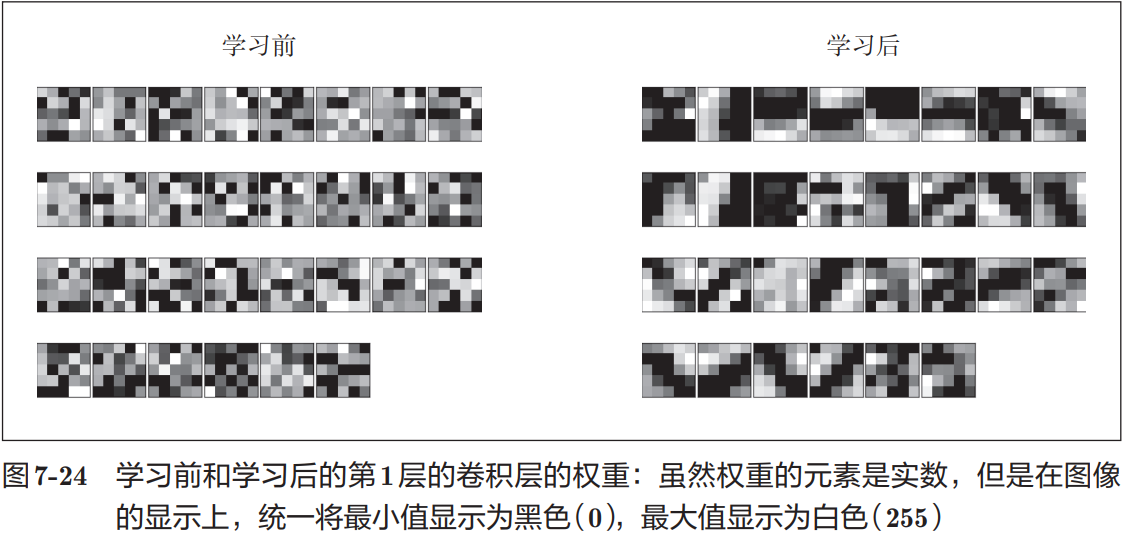 学习前 学习后
图7-24 学习前和学习后的第1层的卷积层的权重：虽然权重的元素是实数，但是在图像
的显示上，统一将最小值显示为黑色（0），最大值显示为白色（255）